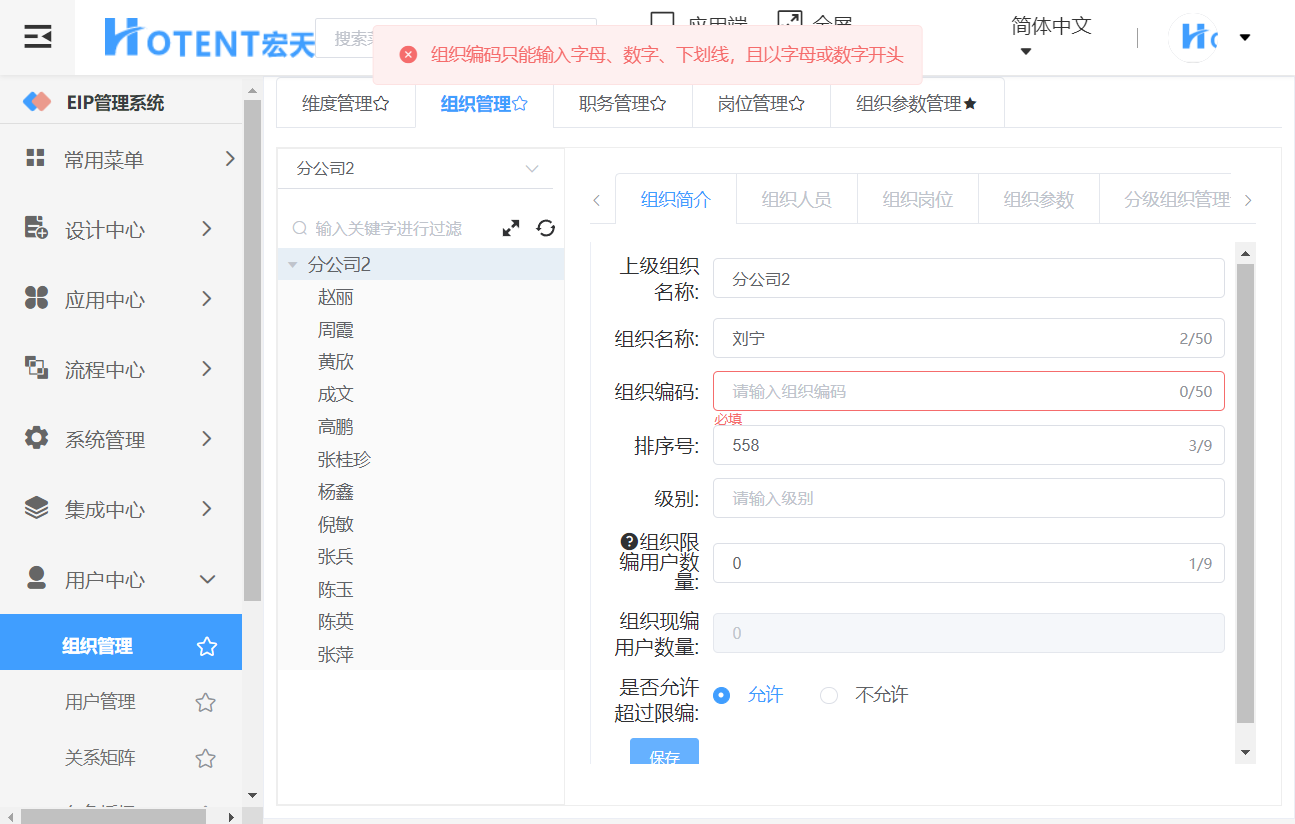 HOTENT宏天
搜索
应用端
全屏
简体中文
组织编码只能输入字母、数字、下划线，且以字母或数字开头
EIP管理系统
维度管理
组织管理
职务管理
岗位管理
组织参数管理
常用菜单
设计中心
应用中心
流程中心
系统管理
集成中心
用户中心
组织管理
用户管理
关系矩阵
分公司2
输入关键字进行过滤
分公司2
赵丽
周霞
黄欣
成文
高鹏
张桂珍
杨鑫
倪敏
张兵
陈玉
陈英
张萍
组织简介
组织人员
组织岗位
组织参数
分级组织管理
上级组织
名称:
分公司2
组织名称:
刘宁
2/50
组织编码:
请输入组织编码
0/50
必填
排序号:
558
3/9
级别:
请输入级别
组织限
编用户数
量:
0
1/9
组织现编
用户数量:
0
是否允许
超过限编:
允许
不允许
保存